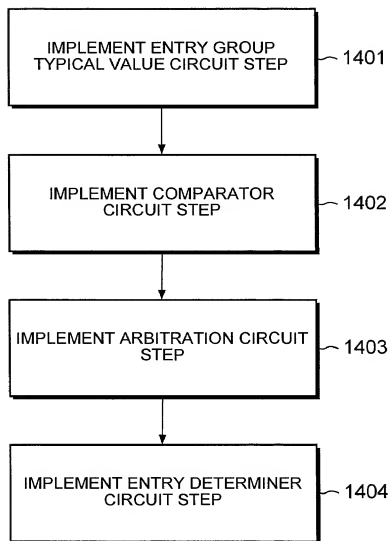 IMPLEMENT ENTRY GROUP
TYPICAL VALUE CIRCUIT STEP
1401
IMPLEMENT COMPARATOR
CIRCUIT STEP
1402
IMPLEMENT ARBITRATION CIRCUIT
STEP
1403
IMPLEMENT ENTRY DETERMINER
CIRCUIT STEP
1404